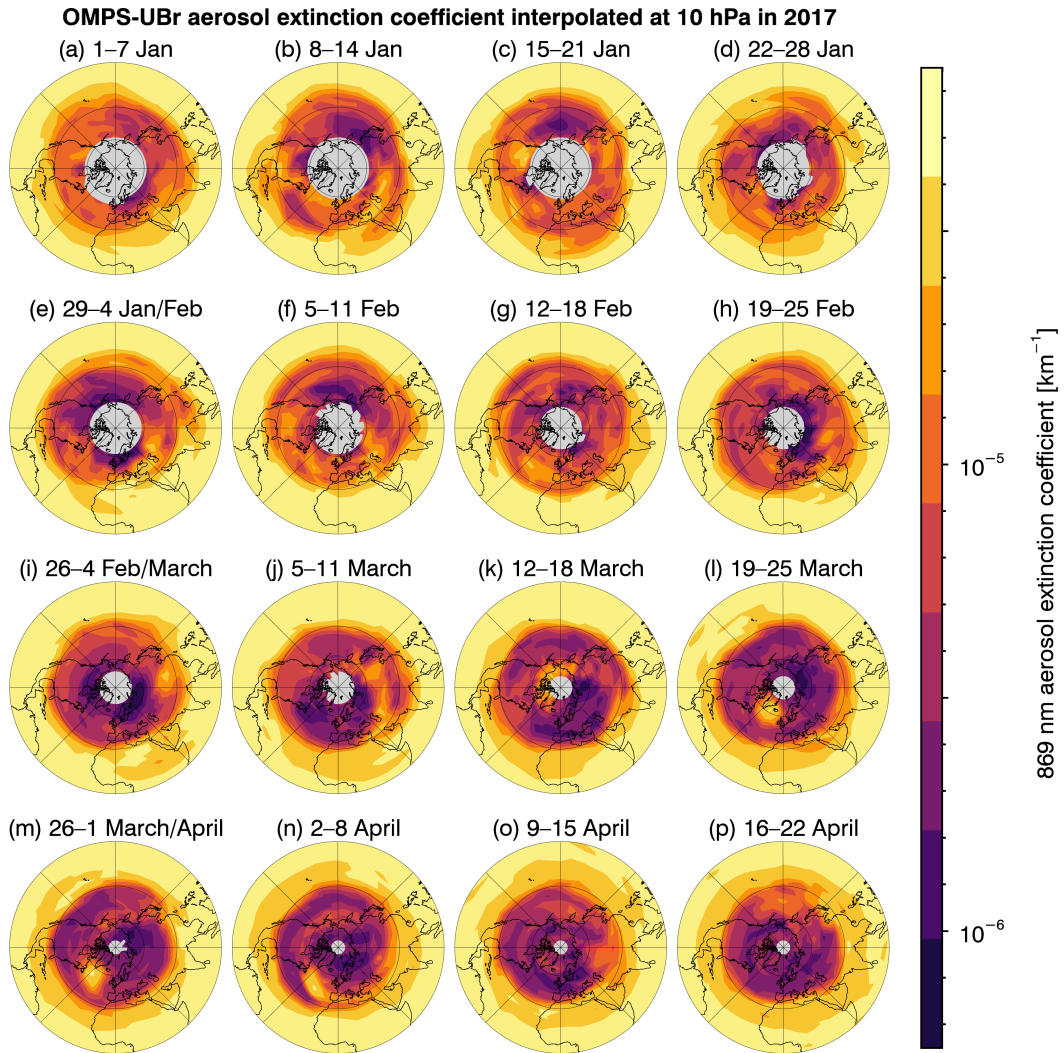 OMPS-UBr aerosol extinction coefficient interpolated at 10 hPa in 2017
(a) 1–7 Jan
(b) 8–14 Jan
(c) 15–21 Jan
(d) 22–28 Jan
(e) 29–4 Jan/Feb
(f) 5–11 Feb
(g) 12–18 Feb
(h) 19–25 Feb
(i) 26–4 Feb/March
(j) 5–11 March
(k) 12–18 March
(l) 19–25 March
(m) 26–1 March/April
(n) 2–8 April
(o) 9–15 April
(p) 16–22 April
10⁻⁵
10⁻⁶
869 nm aerosol extinction coefficient [km⁻¹]